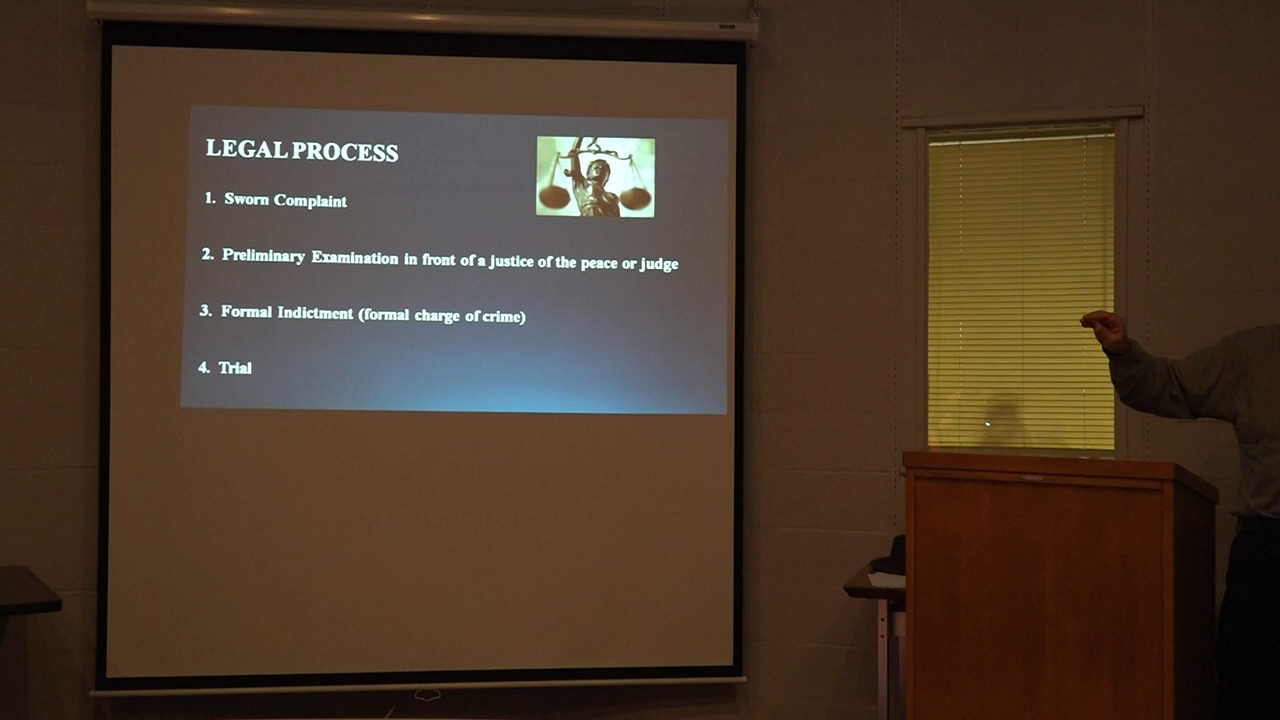 LEGAL PROCESS
1. Sworn Complaint
2. Preliminary Examination in front of a justice of the peace or judge
3. Formal Indictment (formal charge of crime)
4. Trial